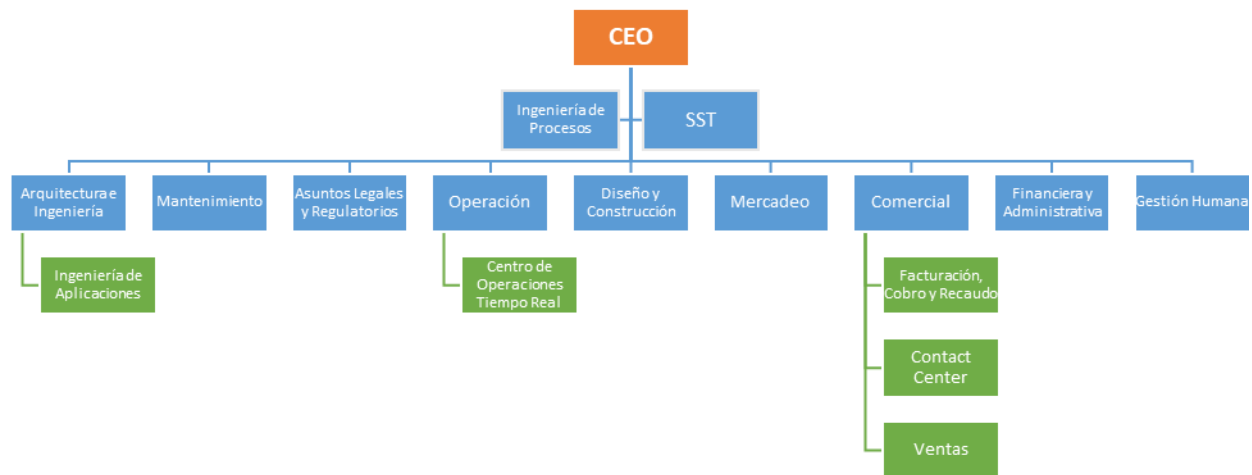 CEO
Ingeniería de
Procesos
SST
Arquitectura e
Ingeniería
Mantenimiento
Asuntos Legales
y Regulatorios
Operación
Diseño y
Construcción
Mercadeo
Comercial
Financiera y
Administrativa
Gestión Humana
Ingeniería de
Aplicaciones
Centro de
Operaciones
Tiempo Real
Facturación,
Cobro y Recaudo
Contact
Center
Ventas